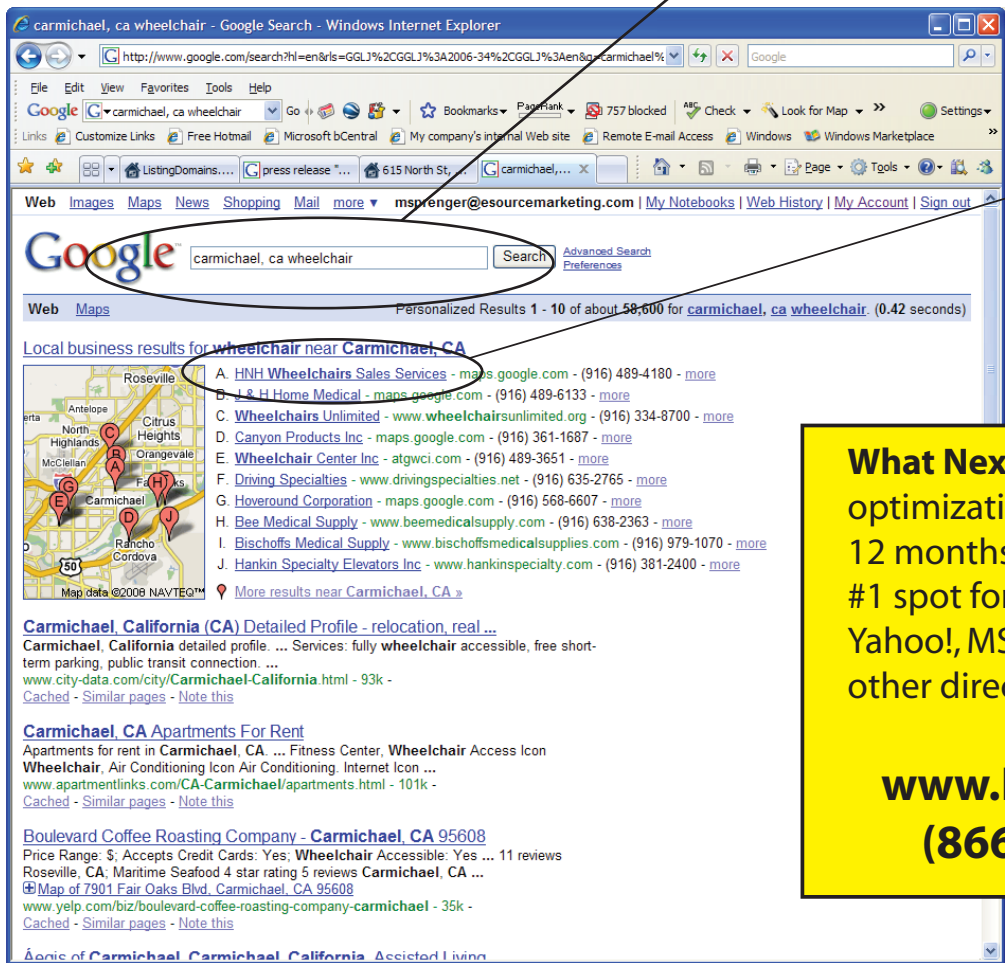 carmichael, ca wheelchair - Google Search - Windows Internet Explorer
http://www.google.com/search?hl=en&rls=GGLJ%2CGGLJ%3A2006-34%2CGGLJ%3Aen&q=carmichael% Google
File Edit View Favorites Tools Help
Google carmichael, ca wheelchair Go Bookmarks PageRank 757 blocked Check Look for Map » Settings
Links Customize Links Free Hotmail Microsoft bCentral My company's internal Web site Remote E-mail Access Windows Windows Marketplace »
ListingDomains.... press release "... 615 North St, ... carmichael,... x Page Tools
Web Images Maps News Shopping Mail more ▼ msprenger@esourcemarketing.com | My Notebooks | Web History | My Account | Sign out
Google™ carmichael, ca wheelchair Search Advanced Search
Preferences
Web Maps Personalized Results 1 - 10 of about 58,600 for carmichael, ca wheelchair. (0.42 seconds)
Local business results for wheelchair near Carmichael, CA
Roseville
Antelope
erta
North
Highlands
Citrus
Heights
McClellan
Orangevale
Carmichael
Rancho
Cordova
50
A B C D E F G H I J
Map data ©2008 NAVTEQ™
A. HNH Wheelchairs Sales Services - maps.google.com - (916) 489-4180 - more
B. J & H Home Medical - maps.google.com - (916) 489-6133 - more
C. Wheelchairs Unlimited - www.wheelchairsunlimited.org - (916) 334-8700 - more
D. Canyon Products Inc - maps.google.com - (916) 361-1687 - more
E. Wheelchair Center Inc - atgwci.com - (916) 489-3651 - more
F. Driving Specialties - www.drivingspecialties.net - (916) 635-2765 - more
G. Hoveround Corporation - maps.google.com - (916) 568-6607 - more
H. Bee Medical Supply - www.beemedicalsupply.com - (916) 638-2363 - more
I. Bischoffs Medical Supply - www.bischoffsmedicalsupplies.com - (916) 979-1070 - more
J. Hankin Specialty Elevators Inc - www.hankinspecialty.com - (916) 381-2400 - more
More results near Carmichael, CA »
Carmichael, California (CA) Detailed Profile - relocation, real ...
Carmichael, California detailed profile. ... Services: fully wheelchair accessible, free short-
term parking, public transit connection. ...
www.city-data.com/city/Carmichael-California.html - 93k -
Cached - Similar pages - Note this
Carmichael, CA Apartments For Rent
Apartments for rent in Carmichael, CA. ... Fitness Center, Wheelchair Access Icon
Wheelchair, Air Conditioning Icon Air Conditioning. Internet Icon ...
www.apartmentlinks.com/CA-Carmichael/apartments.html - 101k -
Cached - Similar pages - Note this
Boulevard Coffee Roasting Company - Carmichael, CA 95608
Price Range: $; Accepts Credit Cards: Yes; Wheelchair Accessible: Yes ... 11 reviews
Roseville, CA; Maritime Seafood 4 star rating 5 reviews Carmichael, CA ...
Map of 7901 Fair Oaks Blvd, Carmichael, CA 95608
www.yelp.com/biz/boulevard-coffee-roasting-company-carmichael - 35k -
Cached - Similar pages - Note this
Áegis of Carmichael, Carmichael, California, Assisted Living
What Nex
optimizati
12 months
#1 spot for
Yahoo!, MS
other direc
www.
(866